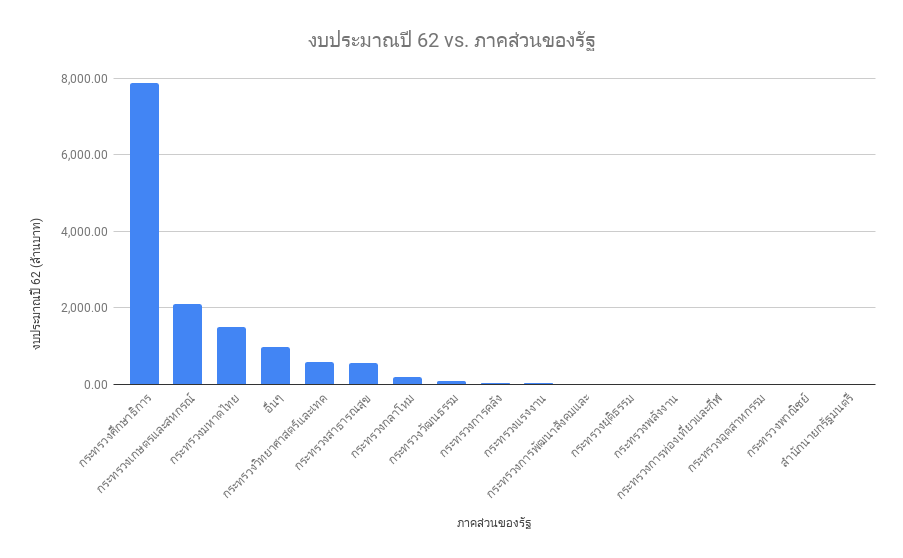 งบประมาณปี 62 vs. ภาคส่วนของรัฐ
8,000.00
6,000.00
4,000.00
2,000.00
0.00
งบประมาณปี 62 (ล้านบาท)
กระทรวงศึกษาธิการ
กระทรวงเกษตรและสหกรณ์
กระทรวงมหาดไทย
อื่นๆ
กระทรวงวิทยาศาสตร์และเทค
กระทรวงสาธารณสุข
กระทรวงกลาโหม
กระทรวงวัฒนธรรม
กระทรวงการคลัง
กระทรวงแรงงาน
กระทรวงการพัฒนาสังคมและ
กระทรวงยุติธรรม
กระทรวงพลังงาน
กระทรวงการท่องเที่ยวและกีฬ
กระทรวงอุตสาหกรรม
กระทรวงพาณิชย์
สำนักนายกรัฐมนตรี
ภาคส่วนของรัฐ